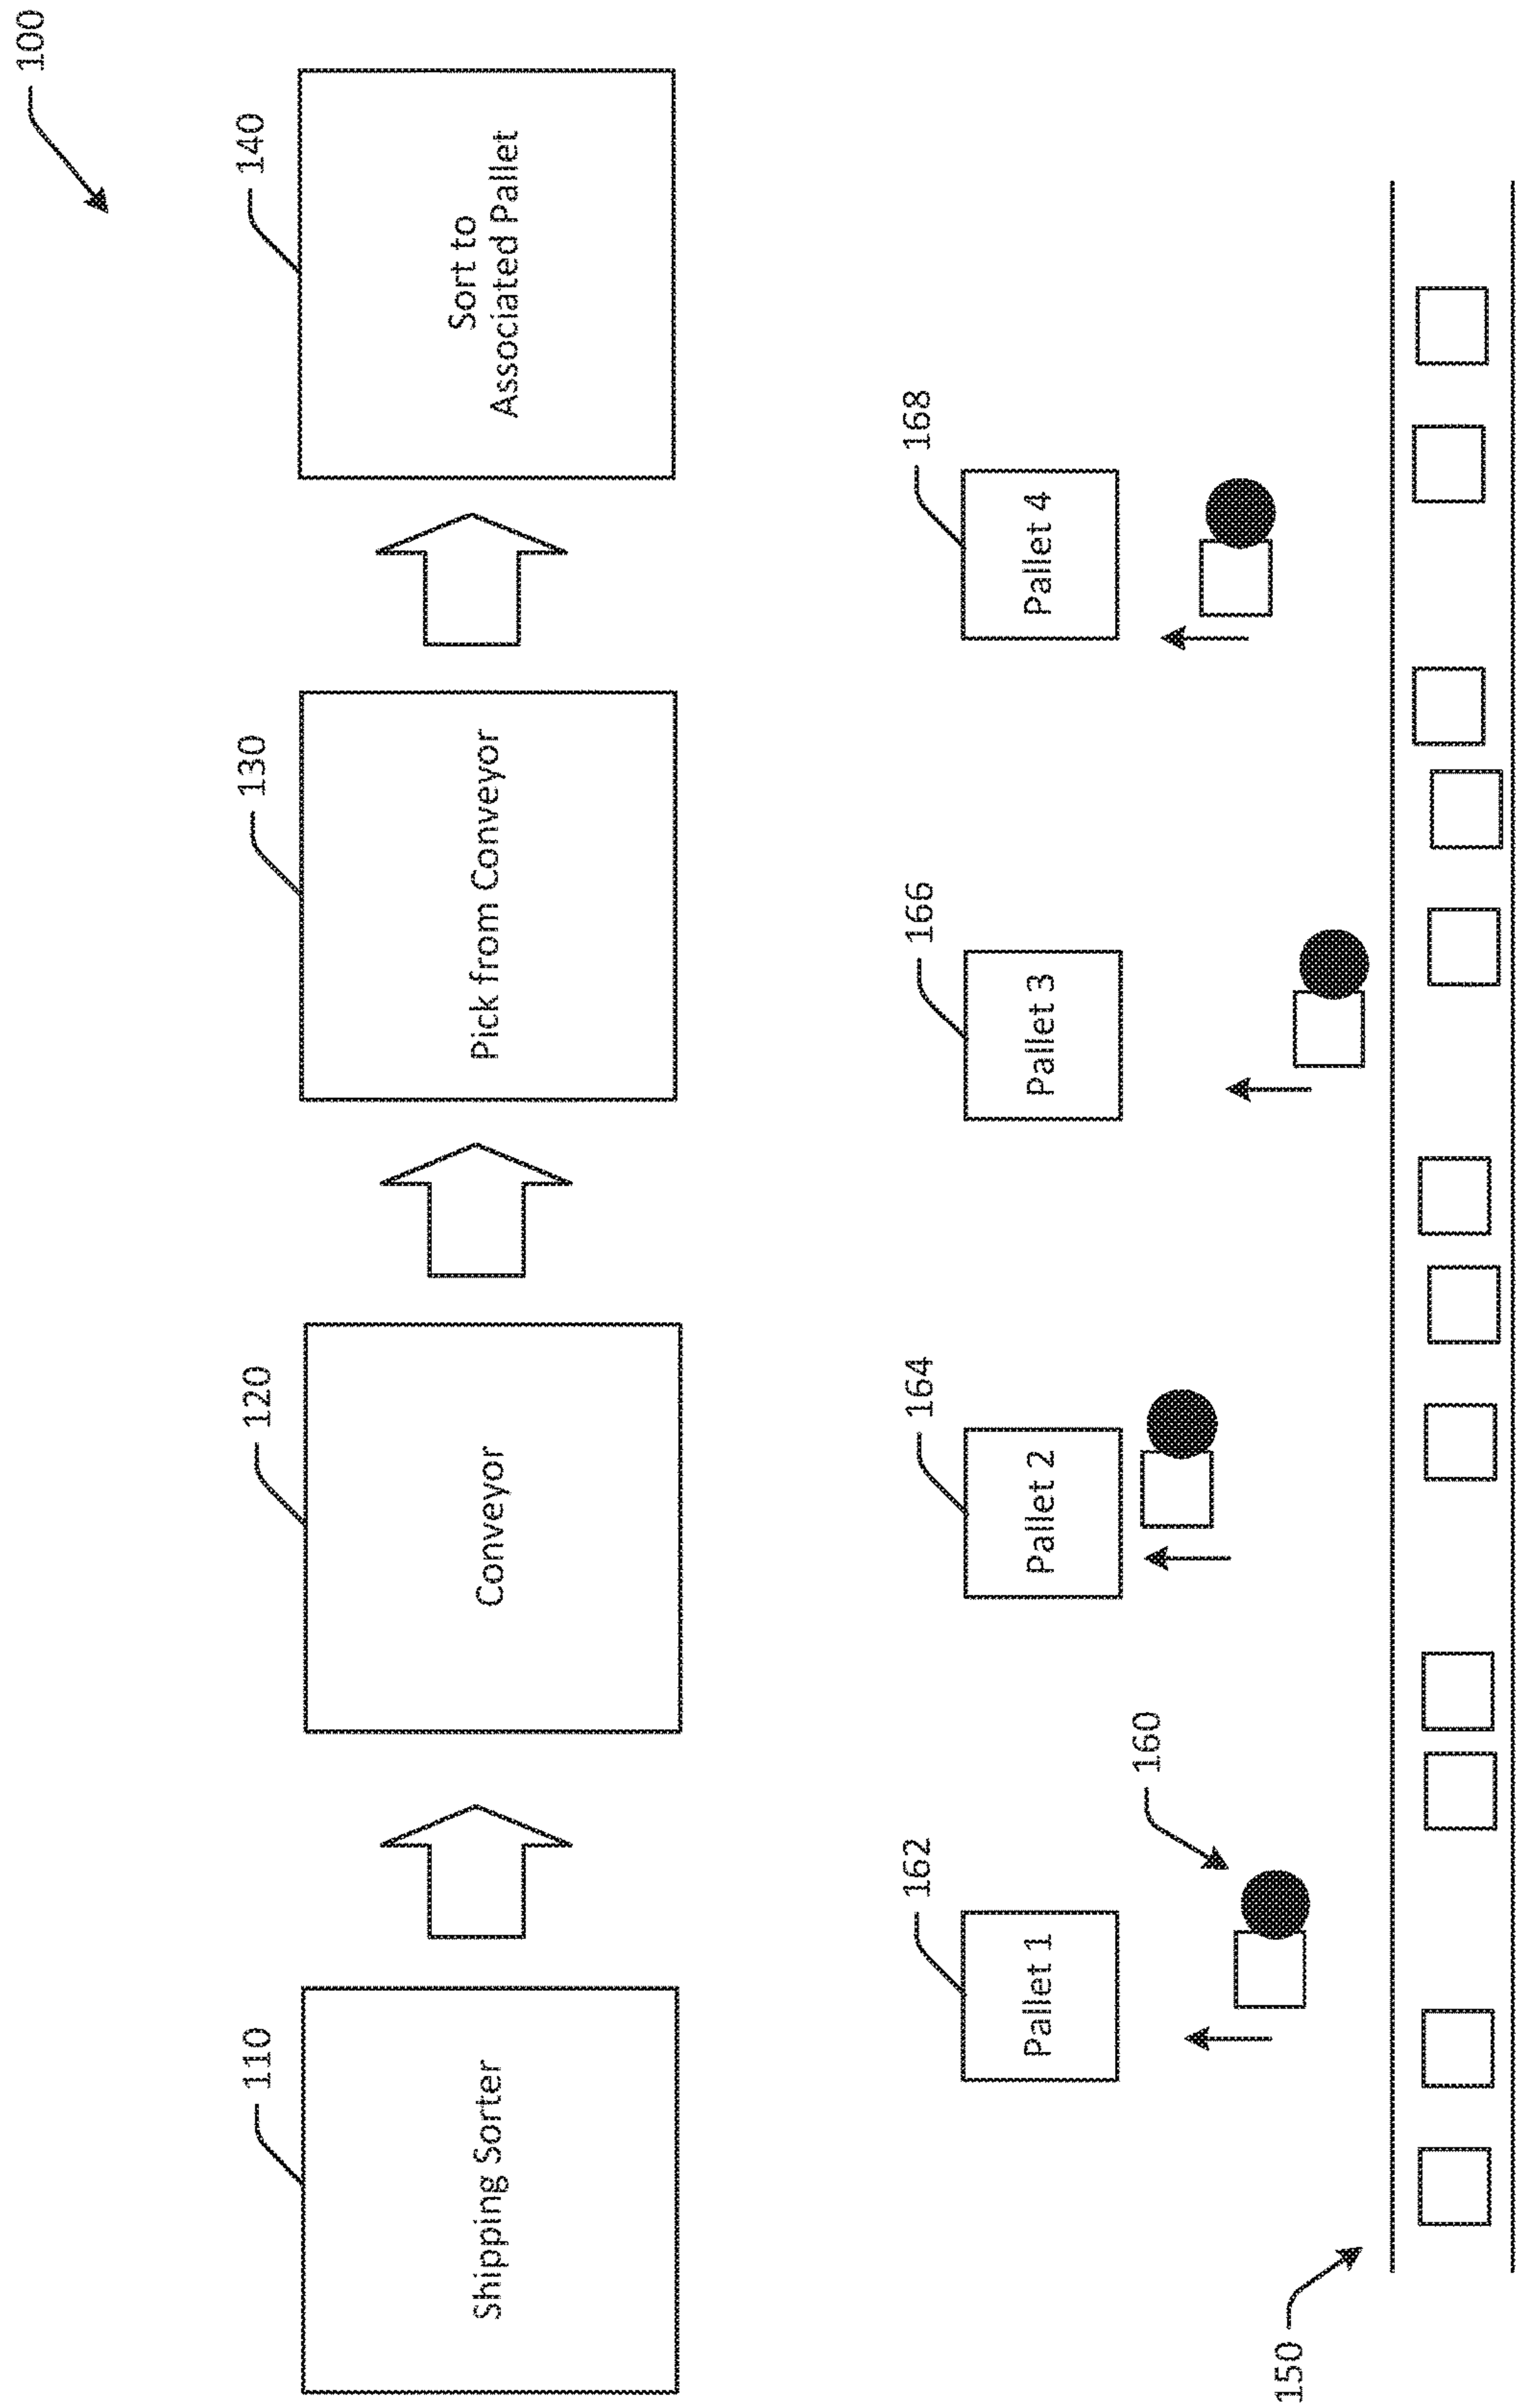 100
110
120
130
140
Shipping Sorter
Conveyor
Pick from Conveyor
Sort to
Associated Pallet
162
164
166
168
Pallet 1
Pallet 2
Pallet 3
Pallet 4
160
150